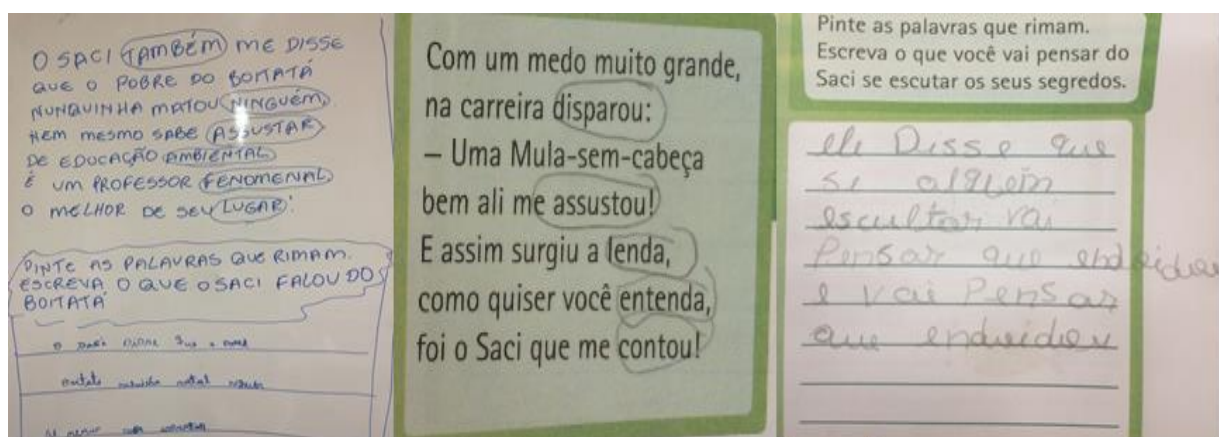 O SACI TAMBÉM ME DISSE
QUE O POBRE DO BOITATÁ
NUNQUINHA MATOU NINGUÉM,
NEM MESMO SABE ASSUSTAR
DE EDUCAÇÃO AMBIENTAL
É UM PROFESSOR FENOMENAL
O MELHOR DE SEU LUGAR!
PINTE AS PALAVRAS QUE RIMAM.
ESCREVA O QUE O SACI FALOU DO
BOITATÁ
Com um medo muito grande,
na carreira disparou:
– Uma Mula-sem-cabeça
bem ali me assustou!
E assim surgiu a lenda,
como quiser você entenda,
foi o Saci que me contou!
Pinte as palavras que rimam.
Escreva o que você vai pensar do
Saci se escutar os seus segredos.
ele Disse que
si alguein
escultar vai
Pensar que endoidou
e vai Pensar
que endoidou